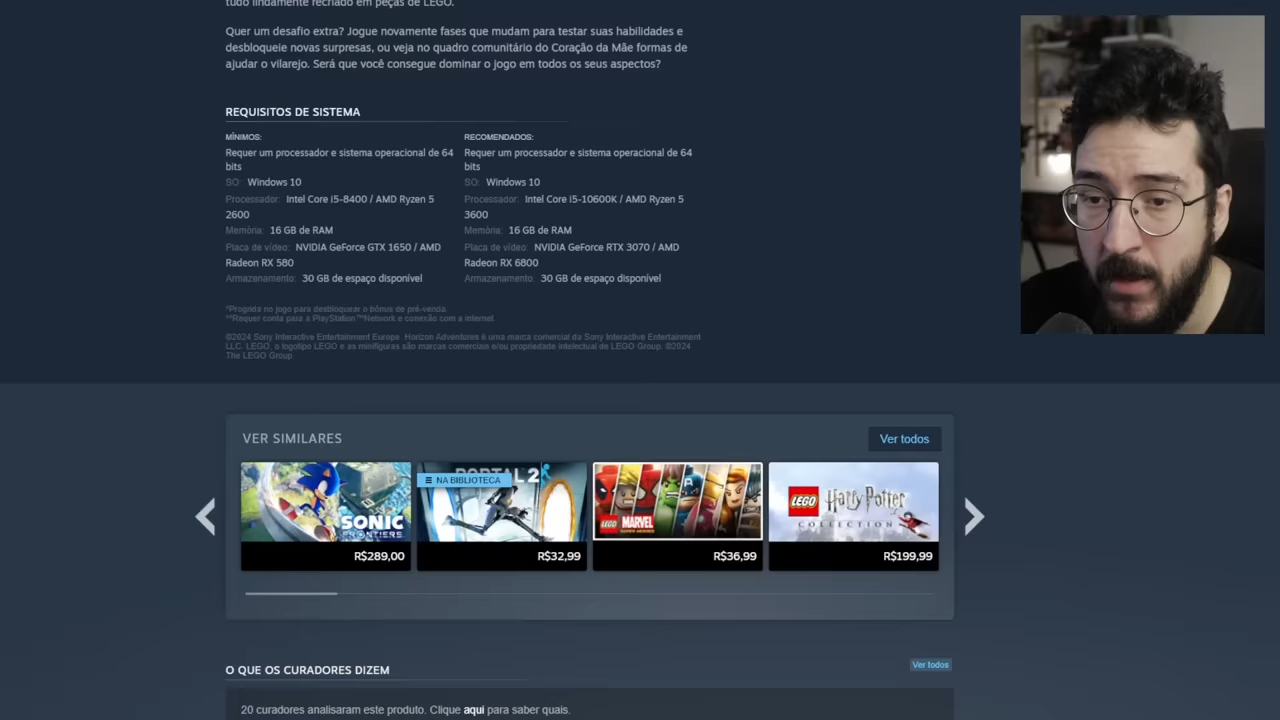 tudo lindamente recriado em peças de LEGO.
Quer um desafio extra? Jogue novamente fases que mudam para testar suas habilidades e
desbloqueie novas surpresas, ou veja no quadro comunitário do Coração da Mãe formas de
ajudar o vilarejo. Será que você consegue dominar o jogo em todos os seus aspectos?
REQUISITOS DE SISTEMA
MÍNIMOS:
Requer um processador e sistema operacional de 64
bits
SO: Windows 10
Processador: Intel Core i5-8400 / AMD Ryzen 5
2600
Memória: 16 GB de RAM
Placa de vídeo: NVIDIA GeForce GTX 1650 / AMD
Radeon RX 580
Armazenamento: 30 GB de espaço disponível
RECOMENDADOS:
Requer um processador e sistema operacional de 64
bits
SO: Windows 10
Processador: Intel Core i5-10600K / AMD Ryzen 5
3600
Memória: 16 GB de RAM
Placa de vídeo: NVIDIA GeForce RTX 3070 / AMD
Radeon RX 6800
Armazenamento: 30 GB de espaço disponível
*Progrida no jogo para desbloquear o bônus de pré-venda.
**Requer conta para a PlayStation™Network e conexão com a internet.
©2024 Sony Interactive Entertainment Europe. Horizon Adventures é uma marca comercial da Sony Interactive Entertainment
LLC. LEGO, o logotipo LEGO e as minifiguras são marcas comerciais e/ou propriedade intelectual de LEGO Group. ©2024
The LEGO Group
VER SIMILARES
Ver todos
SONIC
FRONTIERS
R$289,00
PORTAL 2
NA BIBLIOTECA
R$32,99
LEGO MARVEL
SUPER HEROES
R$36,99
LEGO Harry Potter
COLLECTION
R$199,99
O QUE OS CURADORES DIZEM
Ver todos
20 curadores analisaram este produto. Clique aqui para saber quais.